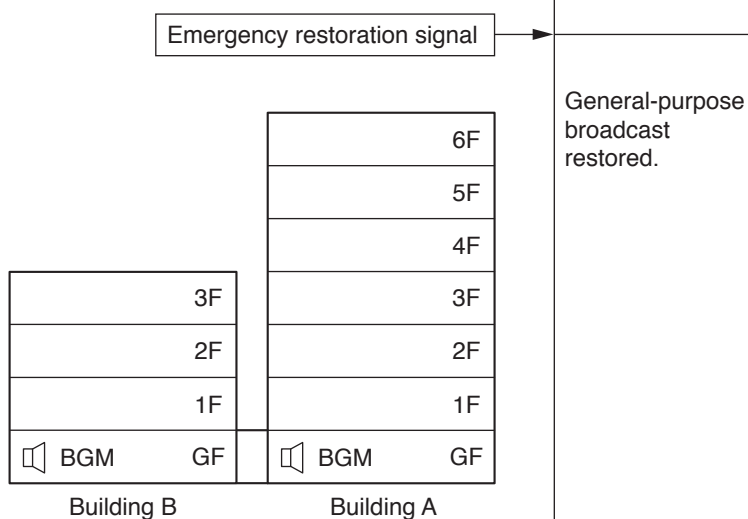 Emergency restoration signal
General-purpose
broadcast
restored.
6F
5F
4F
3F 3F
2F 2F
1F 1F
BGM GF BGM GF
Building B Building A